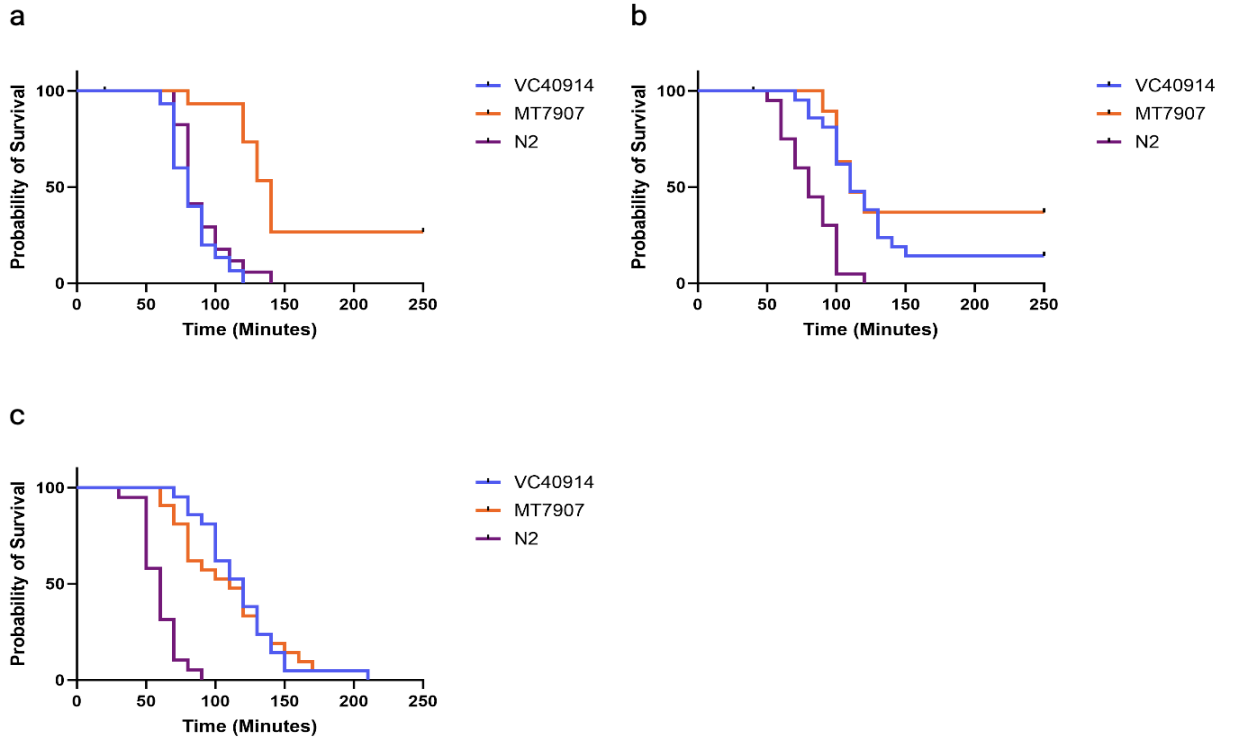 a
Probability of Survival
100
50
0
0 50 100 150 200 250
Time (Minutes)
VC40914
MT7907
N2
b
Probability of Survival
100
50
0
0 50 100 150 200 250
Time (Minutes)
VC40914
MT7907
N2
c
Probability of Survival
100
50
0
0 50 100 150 200 250
Time (Minutes)
VC40914
MT7907
N2